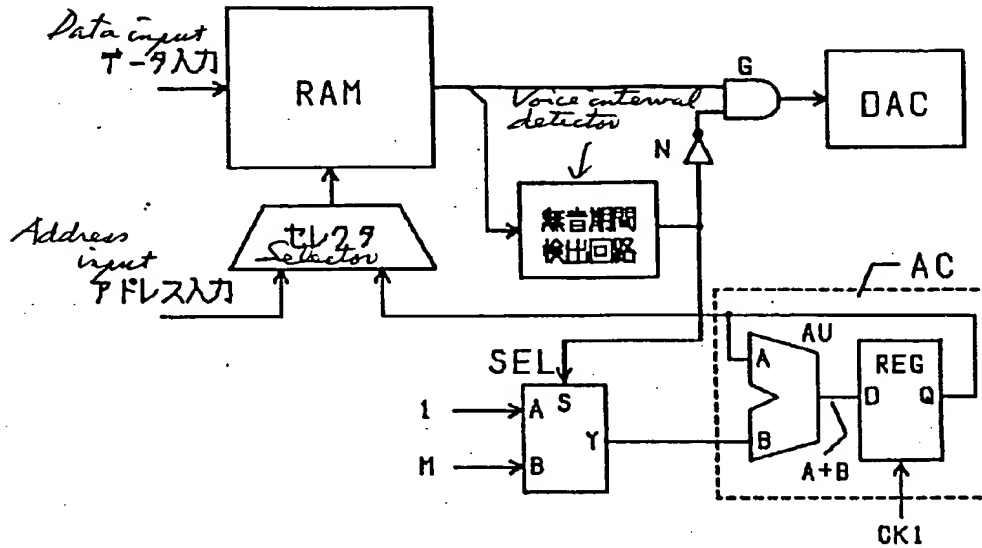 Data input
データ入力
RAM
G
DAC
Voice interval
detector
N
無音期間
検出回路
Address
input
アドレス入力
セレクタ
Selector
AC
SEL
1
M
A
S
B
Y
AU
A
B
A+B
REG
D
Q
CK1